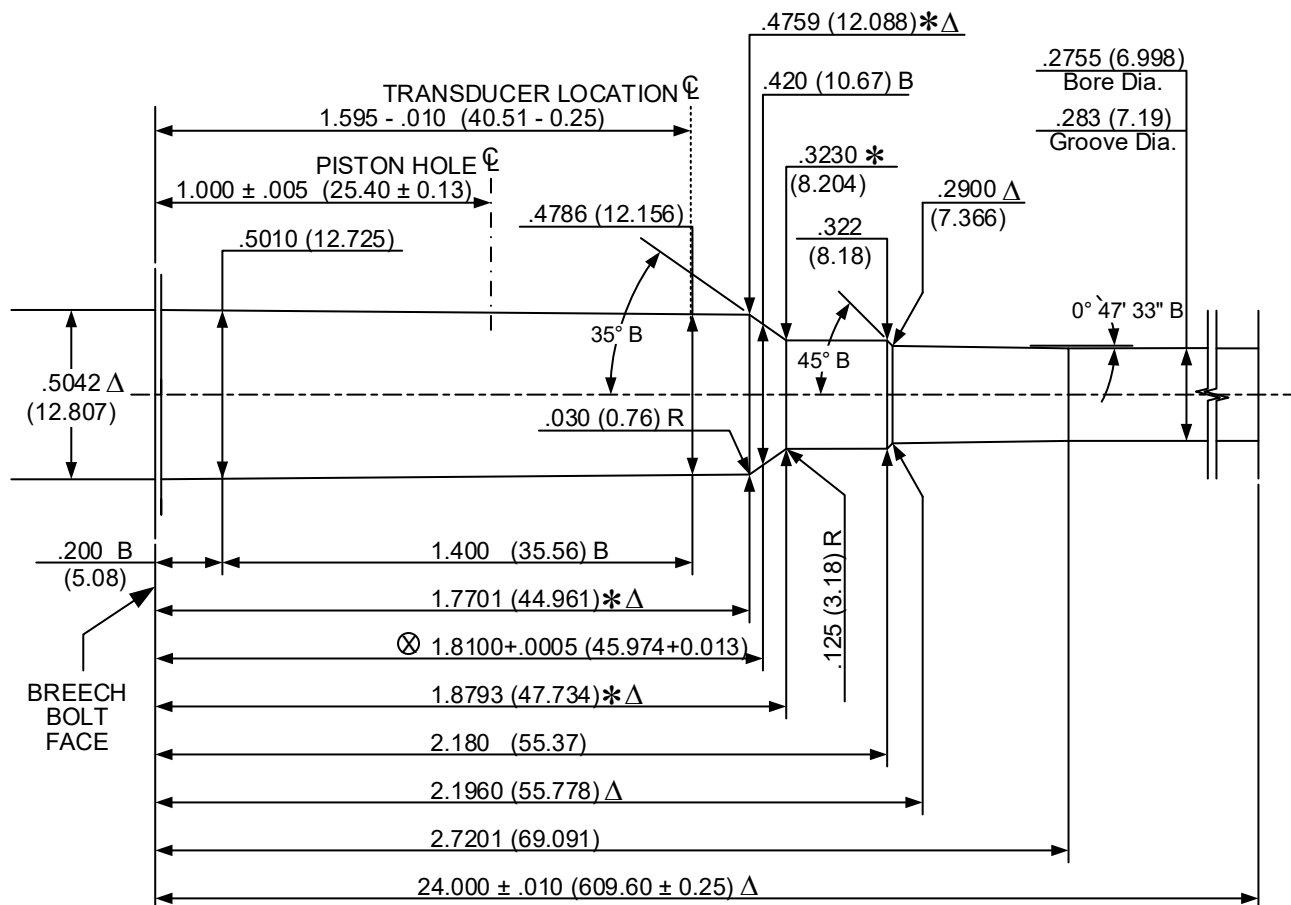 .4759 (12.088)✻Δ
.2755 (6.998)
Bore Dia.
TRANSDUCER LOCATION ℄
.420 (10.67) B
1.595 - .010 (40.51 - 0.25)
.283 (7.19)
Groove Dia.
PISTON HOLE ℄
.3230 ✻
(8.204)
1.000 ± .005 (25.40 ± 0.13)
.2900 Δ
(7.366)
.4786 (12.156)
.5010 (12.725)
.322
(8.18)
0° 47' 33" B
35° B
45° B
.5042 Δ
(12.807)
.030 (0.76) R
.200 B
(5.08)
1.400 (35.56) B
.125 (3.18) R
1.7701 (44.961)✻Δ
⊗ 1.8100+.0005 (45.974+0.013)
BREECH
BOLT
FACE
1.8793 (47.734)✻Δ
2.180 (55.37)
2.1960 (55.778) Δ
2.7201 (69.091)
24.000 ± .010 (609.60 ± 0.25) Δ